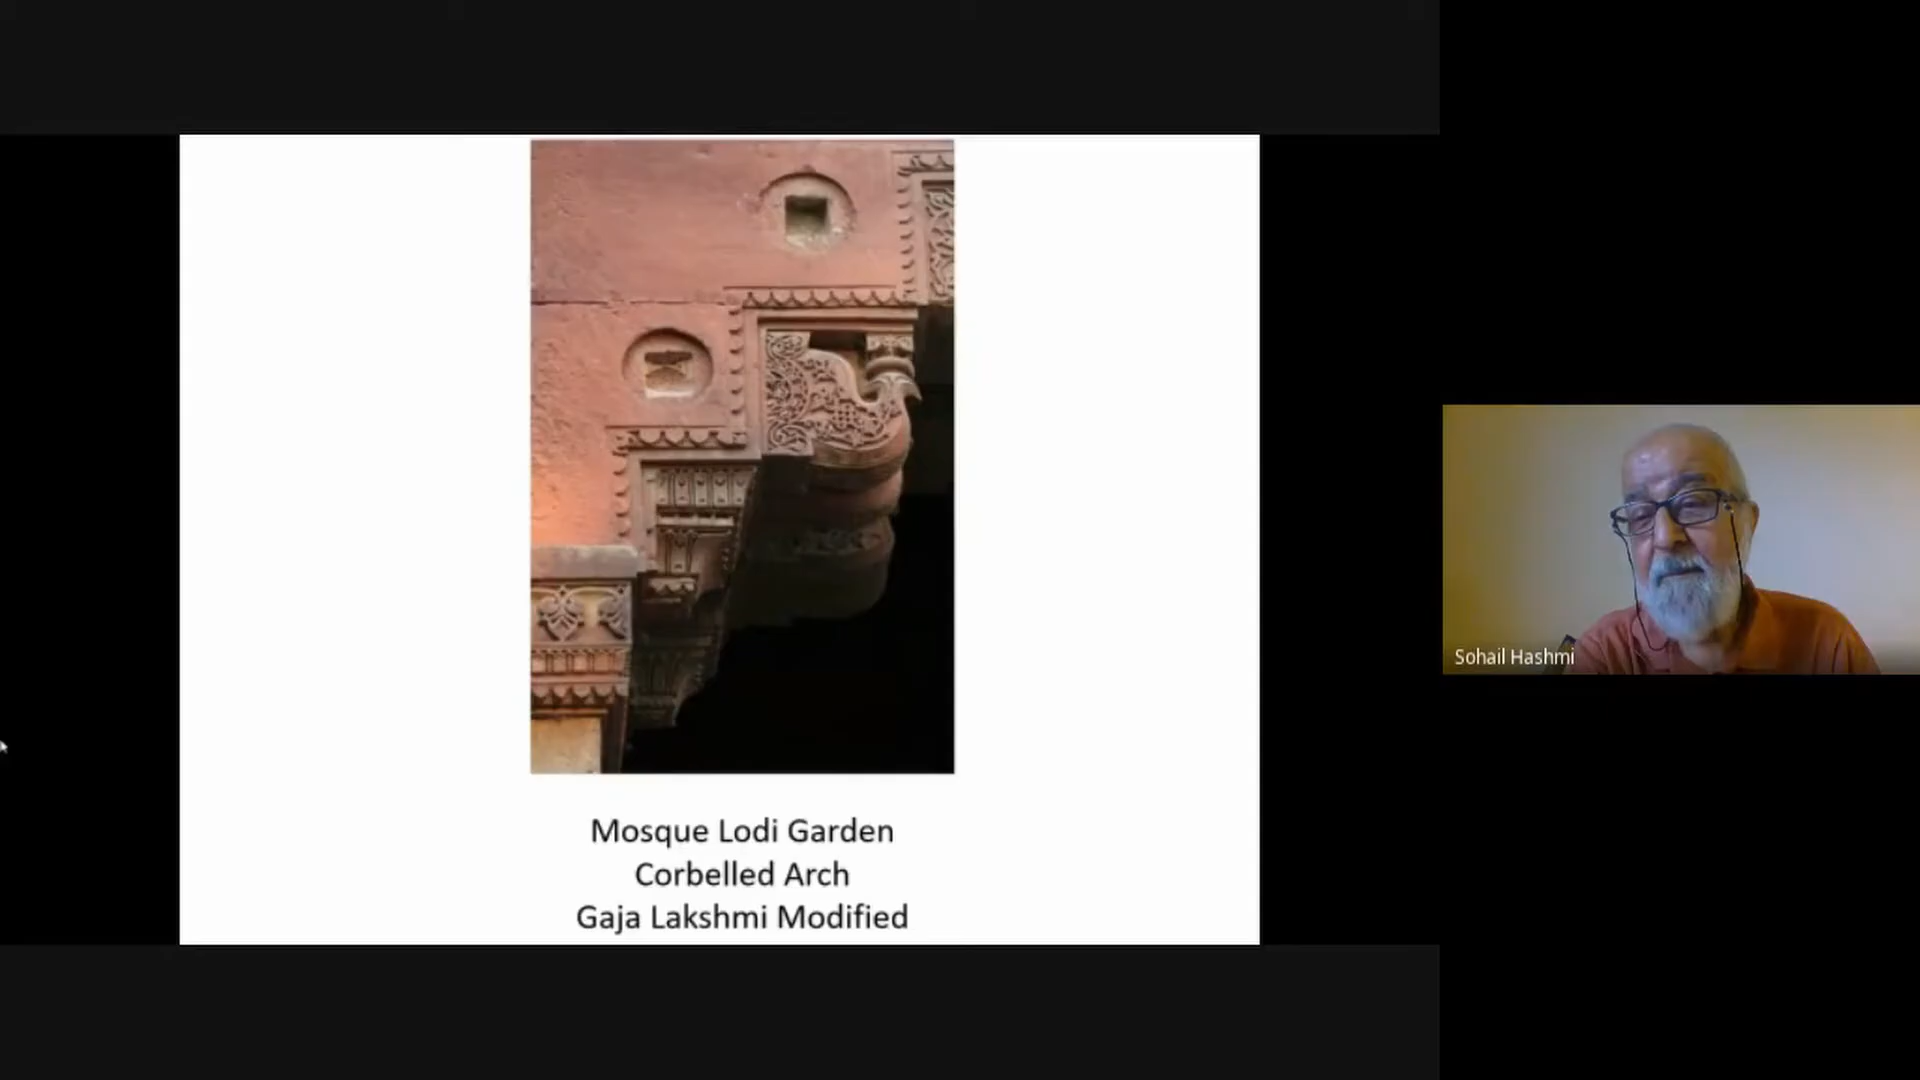 Mosque Lodi Garden
Corbelled Arch
Gaja Lakshmi Modified
Sohail Hashmi